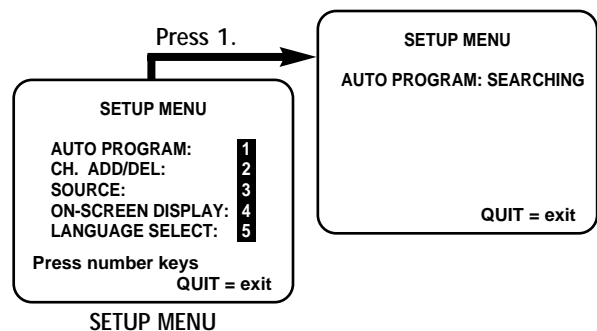 Press 1.
SETUP MENU
AUTO PROGRAM: 1
CH. ADD/DEL: 2
SOURCE: 3
ON-SCREEN DISPLAY: 4
LANGUAGE SELECT: 5
Press number keys
QUIT = exit
SETUP MENU
SETUP MENU
AUTO PROGRAM: SEARCHING
QUIT = exit